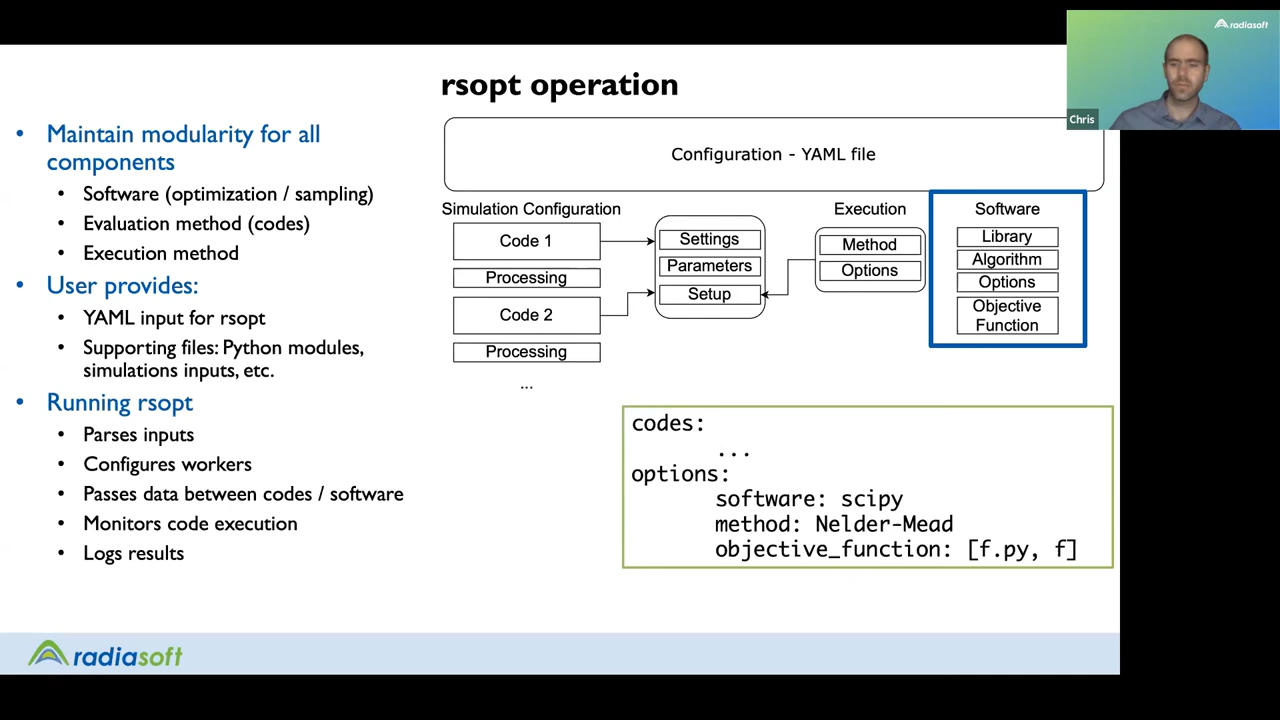 radiasoft
Chris
rsopt operation
• Maintain modularity for all
components
• Software (optimization / sampling)
• Evaluation method (codes)
• Execution method
• User provides:
• YAML input for rsopt
• Supporting files: Python modules,
simulations inputs, etc.
• Running rsopt
• Parses inputs
• Configures workers
• Passes data between codes / software
• Monitors code execution
• Logs results
Configuration - YAML file
Simulation Configuration
Code 1
Processing
Code 2
Processing
...
Settings
Parameters
Setup
Execution
Method
Options
Software
Library
Algorithm
Options
Objective
Function
codes:
...
options:
software: scipy
method: Nelder-Mead
objective_function: [f.py, f]
radiasoft